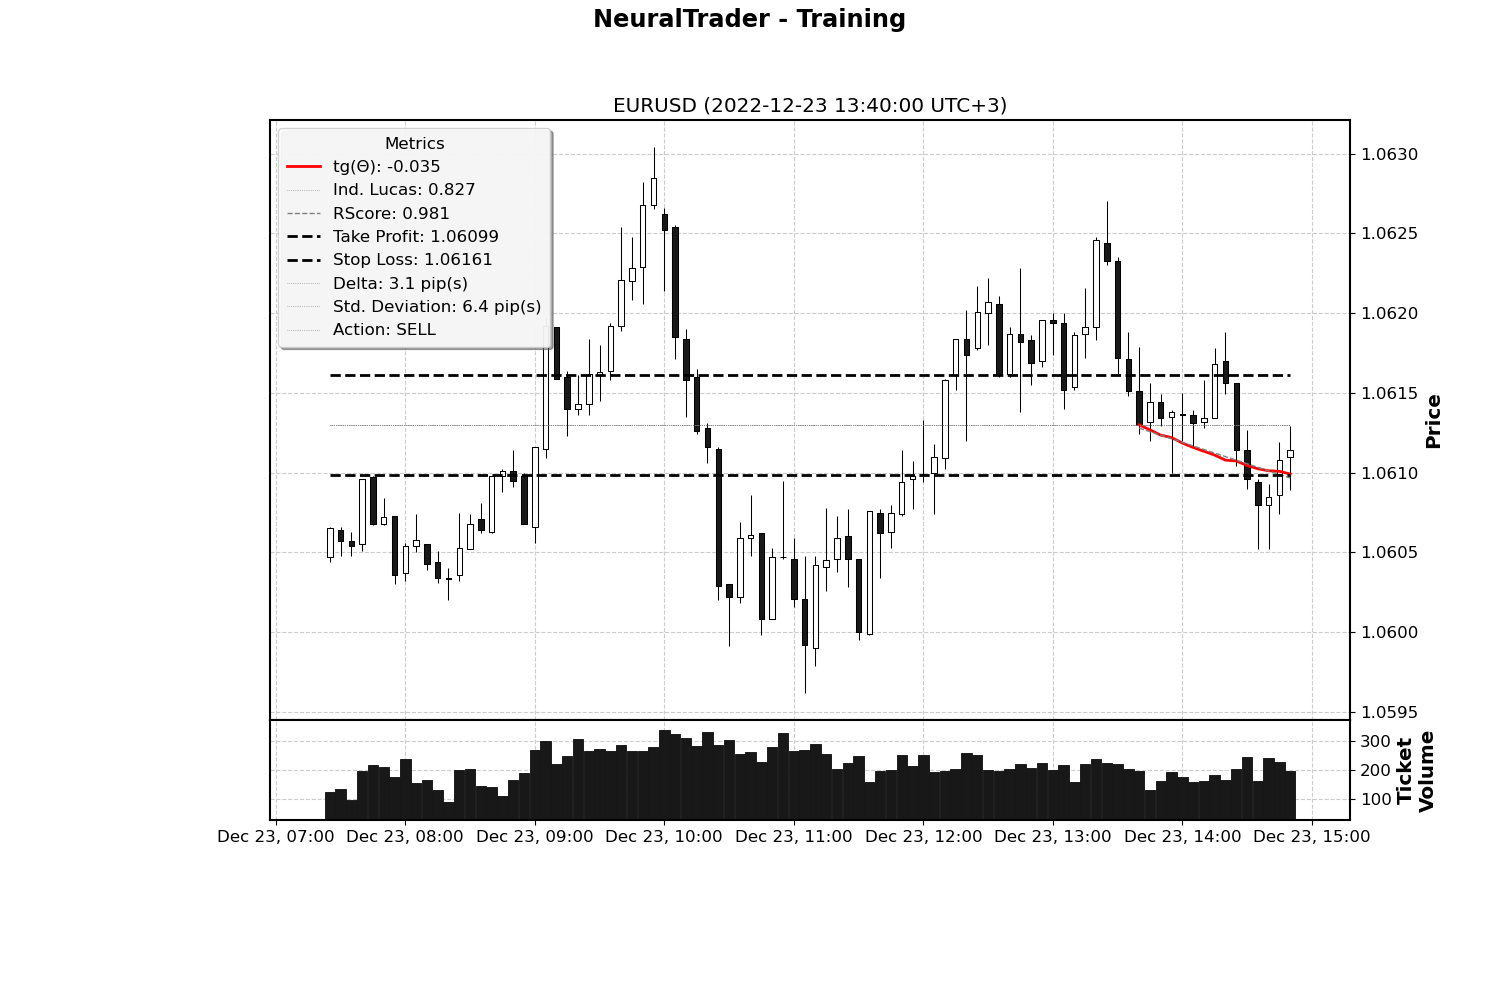 NeuralTrader - Training
EURUSD (2022-12-23 13:40:00 UTC+3)
Metrics
tg(Θ): -0.035
Ind. Lucas: 0.827
RScore: 0.981
Take Profit: 1.06099
Stop Loss: 1.06161
Delta: 3.1 pip(s)
Std. Deviation: 6.4 pip(s)
Action: SELL
1.0630
1.0625
1.0620
1.0615
1.0610
1.0605
1.0600
1.0595
Price
300
200
100
Ticket
Volume
Dec 23, 07:00 Dec 23, 08:00 Dec 23, 09:00 Dec 23, 10:00 Dec 23, 11:00 Dec 23, 12:00 Dec 23, 13:00 Dec 23, 14:00 Dec 23, 15:00